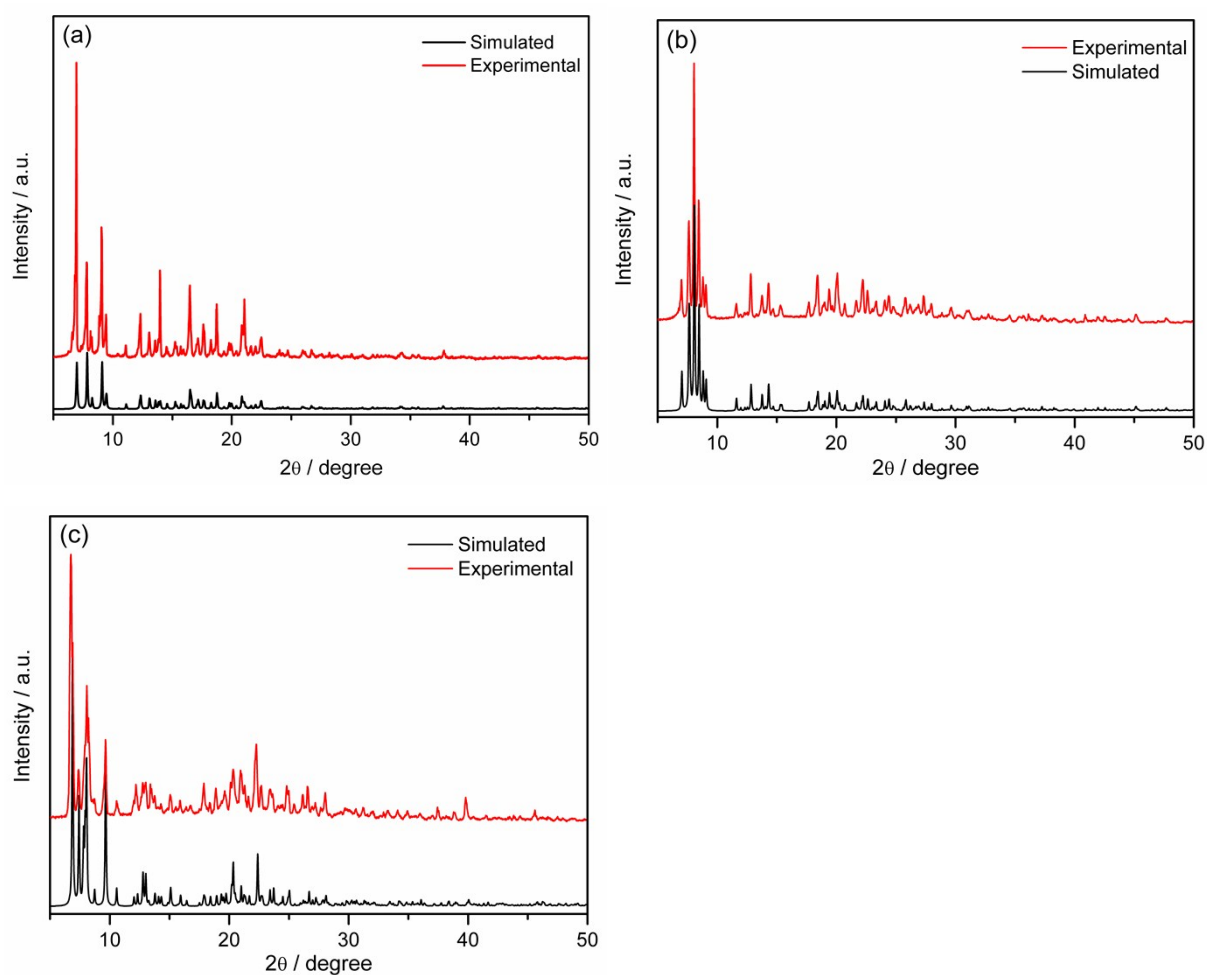 (a)
Simulated
Experimental
Intensity / a.u.
10 20 30 40 50
2θ / degree
(b)
Experimental
Simulated
Intensity / a.u.
10 20 30 40 50
2θ / degree
(c)
Simulated
Experimental
Intensity / a.u.
10 20 30 40 50
2θ / degree